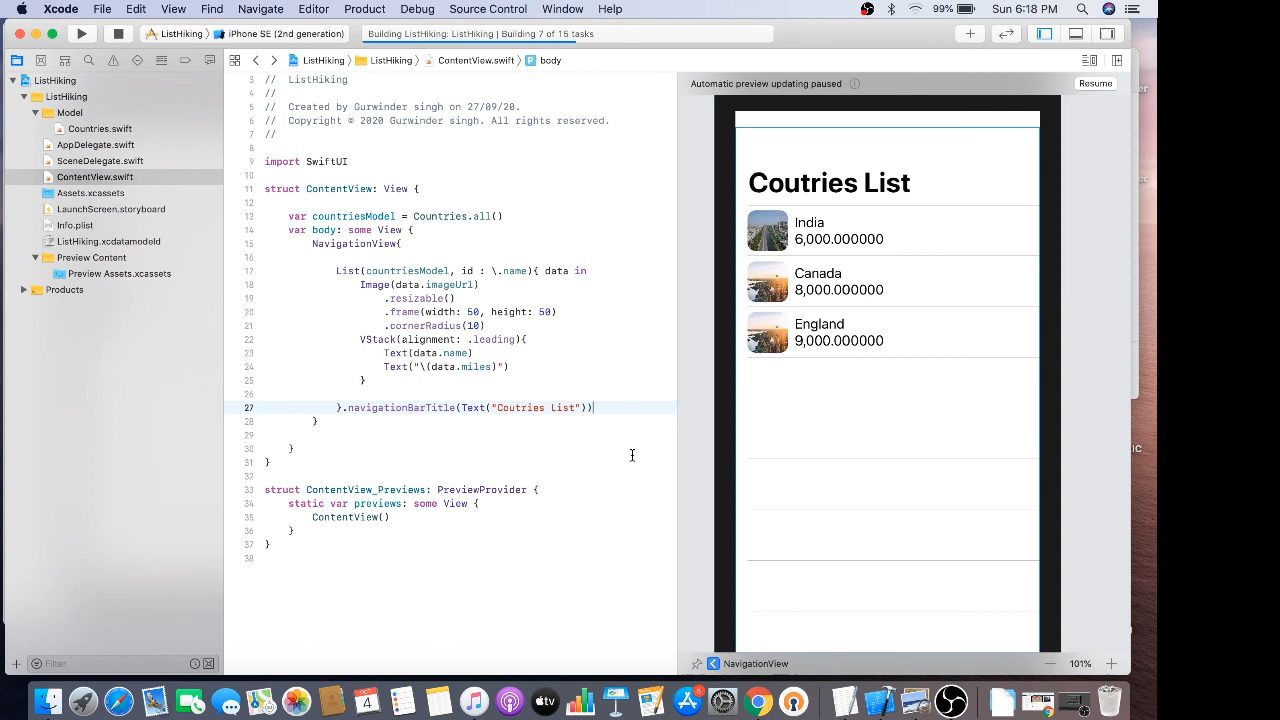 Xcode File Edit View Find Navigate Editor Product Debug Source Control Window Help 99% Sun 6:18 PM
ListHiking iPhone SE (2nd generation) Building ListHiking: ListHiking | Building 7 of 15 tasks
ListHiking ListHiking ContentView.swift body
ListHiking
ListHiking
Model
Countries.swift
AppDelegate.swift
SceneDelegate.swift
ContentView.swift
Assets.xcassets
LaunchScreen.storyboard
Info.plist
ListHiking.xcdatamodeld
Preview Content
Preview Assets.xcassets
Products
Filter
3 // ListHiking
4 //
5 // Created by Gurwinder singh on 27/09/20.
6 // Copyright © 2020 Gurwinder singh. All rights reserved.
7 //
8
9 import SwiftUI
10
11 struct ContentView: View {
12
13 var countriesModel = Countries.all()
14 var body: some View {
15 NavigationView{
16
17 List(countriesModel, id : \.name){ data in
18 Image(data.imageUrl)
19 .resizable()
20 .frame(width: 50, height: 50)
21 .cornerRadius(10)
22 VStack(alignment: .leading){
23 Text(data.name)
24 Text("\(data.miles)")
25 }
26
27 }.navigationBarTitle(Text("Coutries List"))
28 }
29
30 }
31 }
32
33 struct ContentView_Previews: PreviewProvider {
34 static var previews: some View {
35 ContentView()
36 }
37 }
38
Automatic preview updating paused Resume
Coutries List
India
6,000.000000
Canada
8,000.000000
England
9,000.000000
NavigationView 101%
er
er
ic
4
tv
5